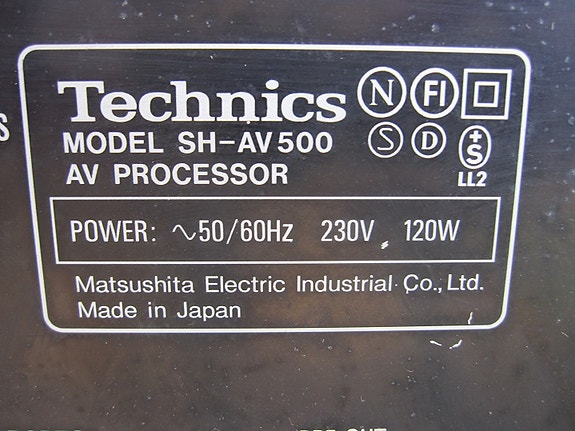 Technics
N FI
MODEL SH-AV500
S D +S
AV PROCESSOR
LL2
POWER: ∿50/60Hz 230V, 120W
Matsushita Electric Industrial Co., Ltd.
Made in Japan
S